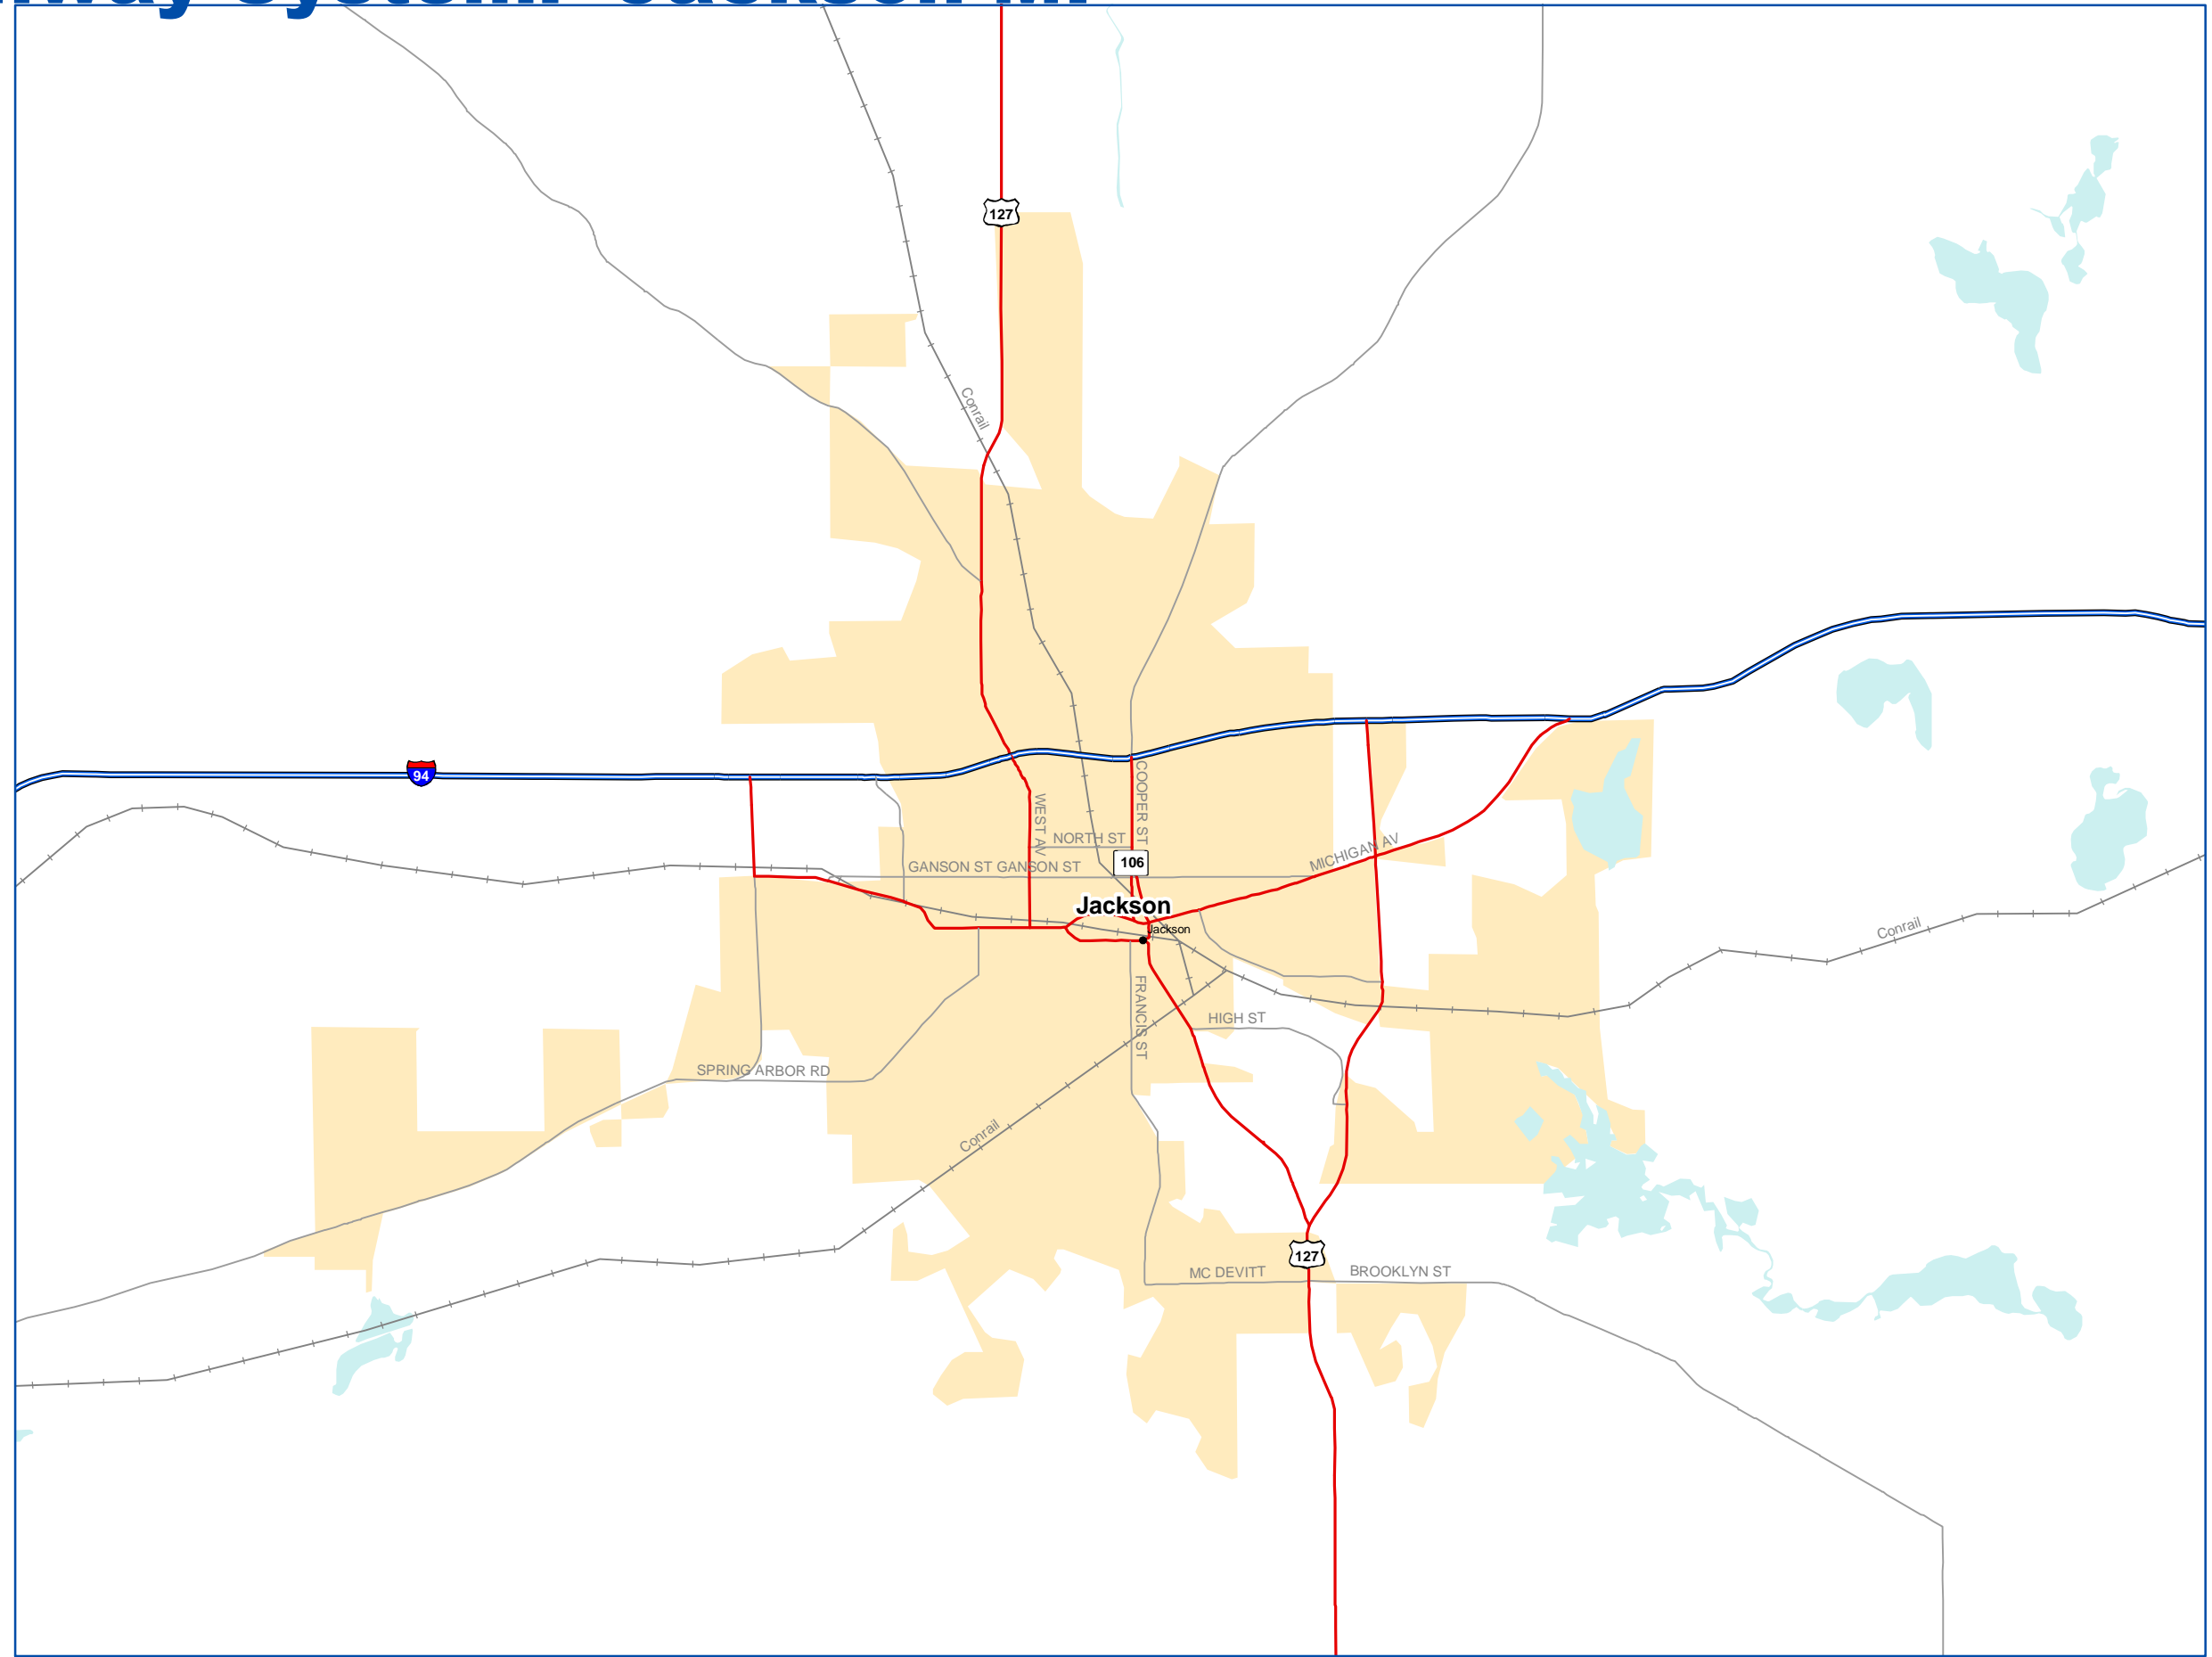 127
Conrail
94
COOPER ST
WEST AV
NORTH ST
MICHIGAN AV
106
GANSON ST GANSON ST
Jackson
Jackson
Conrail
FRANCIS ST
HIGH ST
SPRING ARBOR RD
Conrail
127
MC DEVITT
BROOKLYN ST